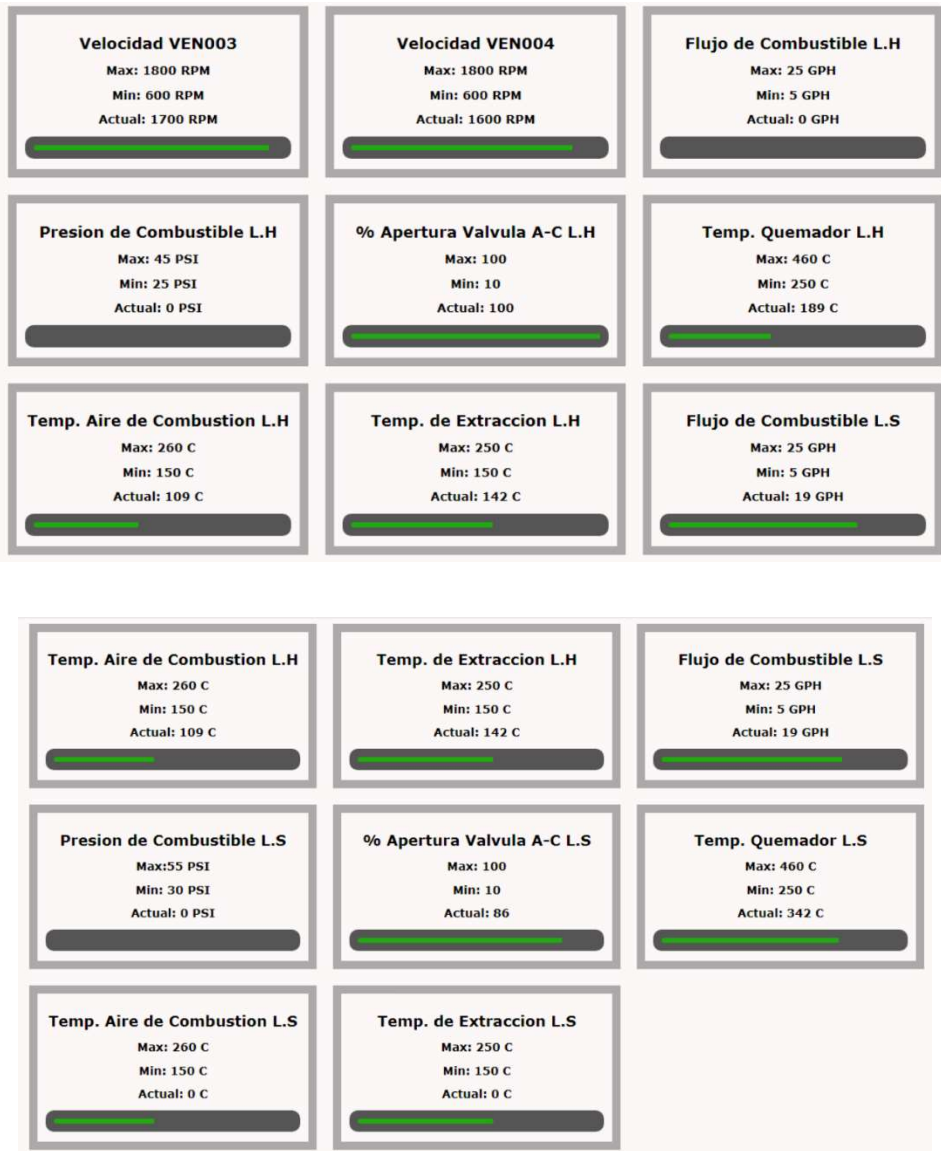 Velocidad VEN003
Max: 1800 RPM
Min: 600 RPM
Actual: 1700 RPM
Velocidad VEN004
Max: 1800 RPM
Min: 600 RPM
Actual: 1600 RPM
Flujo de Combustible L.H
Max: 25 GPH
Min: 5 GPH
Actual: 0 GPH
Presion de Combustible L.H
Max: 45 PSI
Min: 25 PSI
Actual: 0 PSI
% Apertura Valvula A-C L.H
Max: 100
Min: 10
Actual: 100
Temp. Quemador L.H
Max: 460 C
Min: 250 C
Actual: 189 C
Temp. Aire de Combustion L.H
Max: 260 C
Min: 150 C
Actual: 109 C
Temp. de Extraccion L.H
Max: 250 C
Min: 150 C
Actual: 142 C
Flujo de Combustible L.S
Max: 25 GPH
Min: 5 GPH
Actual: 19 GPH
Temp. Aire de Combustion L.H
Max: 260 C
Min: 150 C
Actual: 109 C
Temp. de Extraccion L.H
Max: 250 C
Min: 150 C
Actual: 142 C
Flujo de Combustible L.S
Max: 25 GPH
Min: 5 GPH
Actual: 19 GPH
Presion de Combustible L.S
Max:55 PSI
Min: 30 PSI
Actual: 0 PSI
% Apertura Valvula A-C L.S
Max: 100
Min: 10
Actual: 86
Temp. Quemador L.S
Max: 460 C
Min: 250 C
Actual: 342 C
Temp. Aire de Combustion L.S
Max: 260 C
Min: 150 C
Actual: 0 C
Temp. de Extraccion L.S
Max: 250 C
Min: 150 C
Actual: 0 C